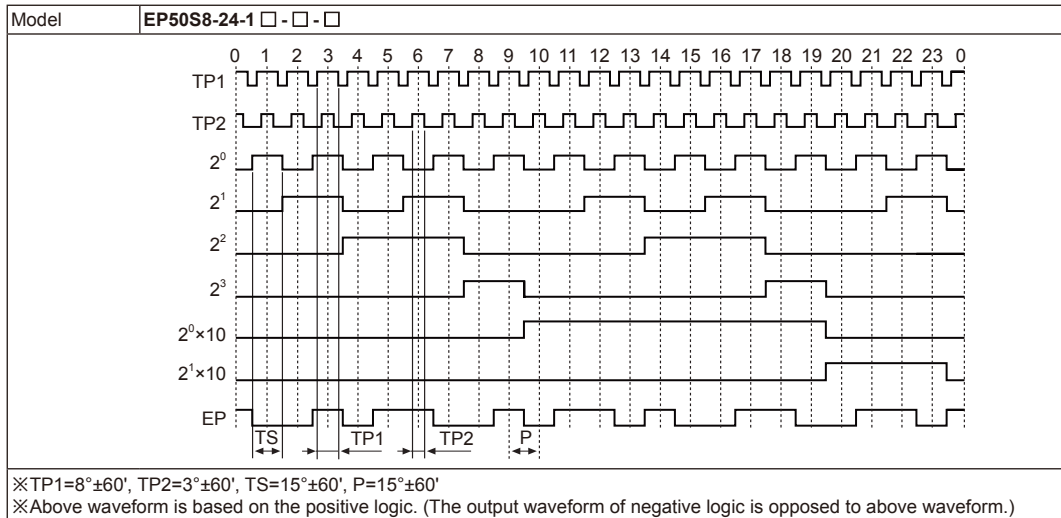 Model EP50S8-24-1 □ - □ - □
0 1 2 3 4 5 6 7 8 9 10 11 12 13 14 15 16 17 18 19 20 21 22 23 0
TP1
TP2
2⁰
2¹
2²
2³
2⁰×10
2¹×10
EP
TS TP1 TP2 P
※TP1=8°±60', TP2=3°±60', TS=15°±60', P=15°±60'
※Above waveform is based on the positive logic. (The output waveform of negative logic is opposed to above waveform.)